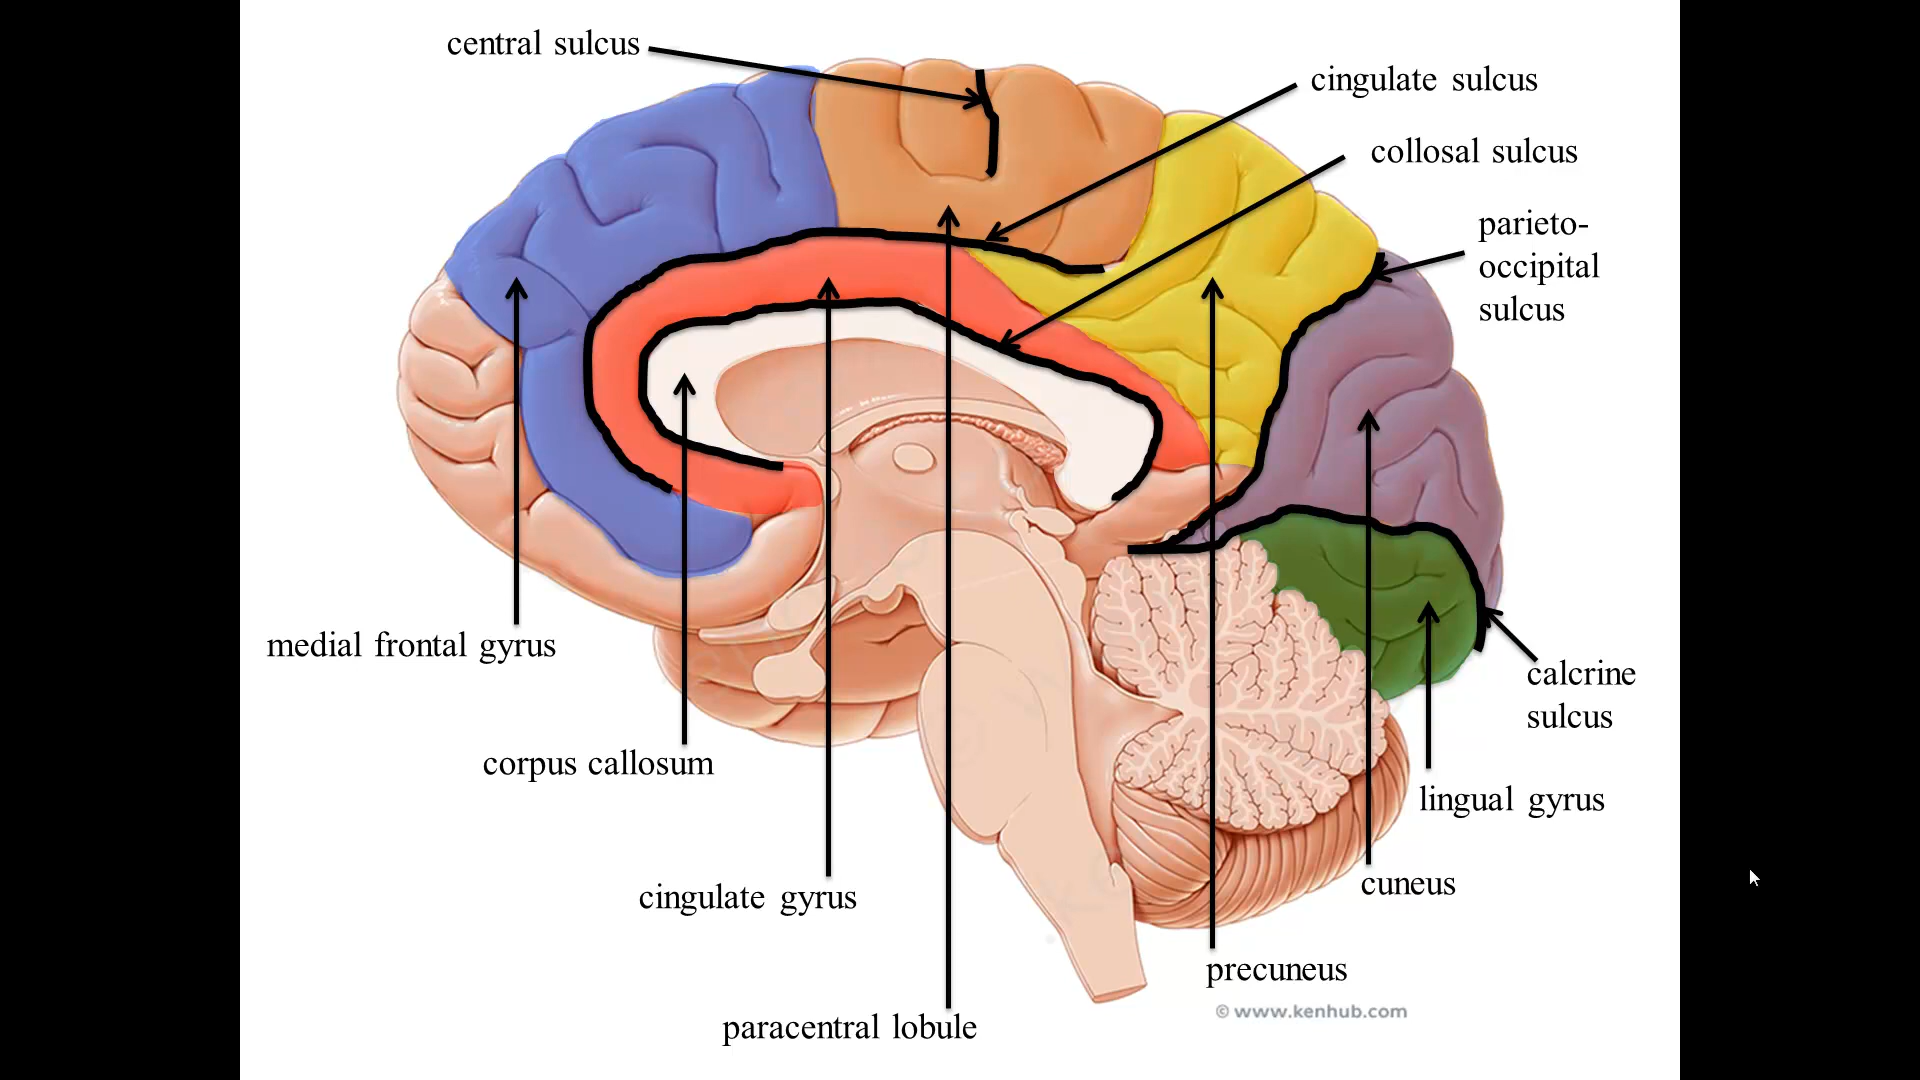 central sulcus
cingulate sulcus
collosal sulcus
parieto-
occipital
sulcus
medial frontal gyrus
calcrine
sulcus
corpus callosum
lingual gyrus
cingulate gyrus
cuneus
precuneus
© www.kenhub.com
paracentral lobule